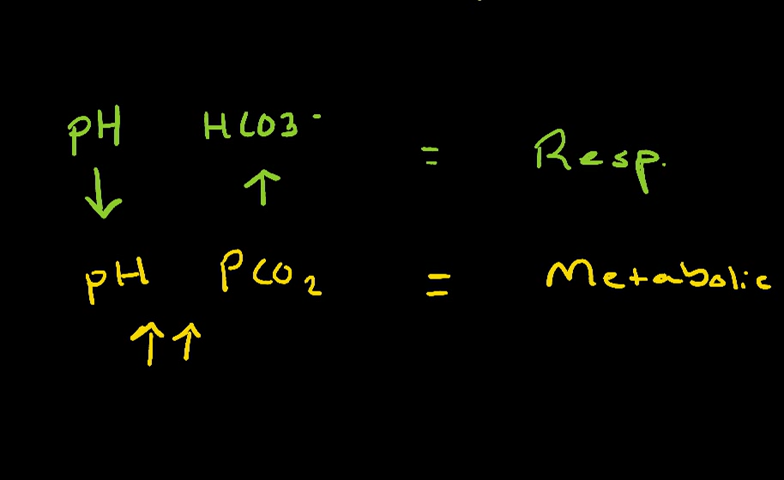 pH HCO3- = Resp.
↓ ↑
pH PCO2 = Metabolic
↑↑